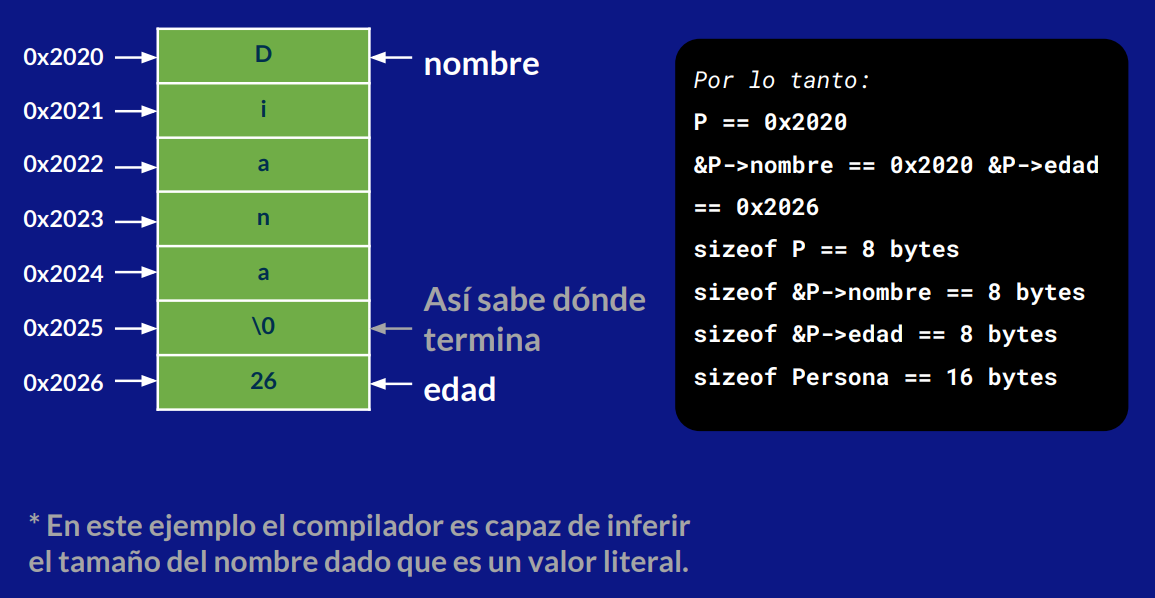 0x2020
D
nombre
0x2021
i
0x2022
a
0x2023
n
0x2024
a
0x2025
\0
Así sabe dónde
termina
0x2026
26
edad
Por lo tanto:
P == 0x2020
&P->nombre == 0x2020 &P->edad
== 0x2026
sizeof P == 8 bytes
sizeof &P->nombre == 8 bytes
sizeof &P->edad == 8 bytes
sizeof Persona == 16 bytes
* En este ejemplo el compilador es capaz de inferir
el tamaño del nombre dado que es un valor literal.